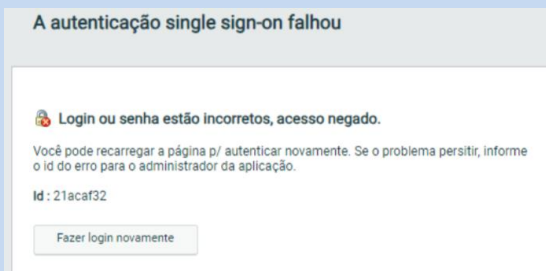 A autenticação single sign-on falhou
Login ou senha estão incorretos, acesso negado.
Você pode recarregar a página p/ autenticar novamente. Se o problema persitir, informe
o id do erro para o administrador da aplicação.
Id : 21acaf32
Fazer login novamente